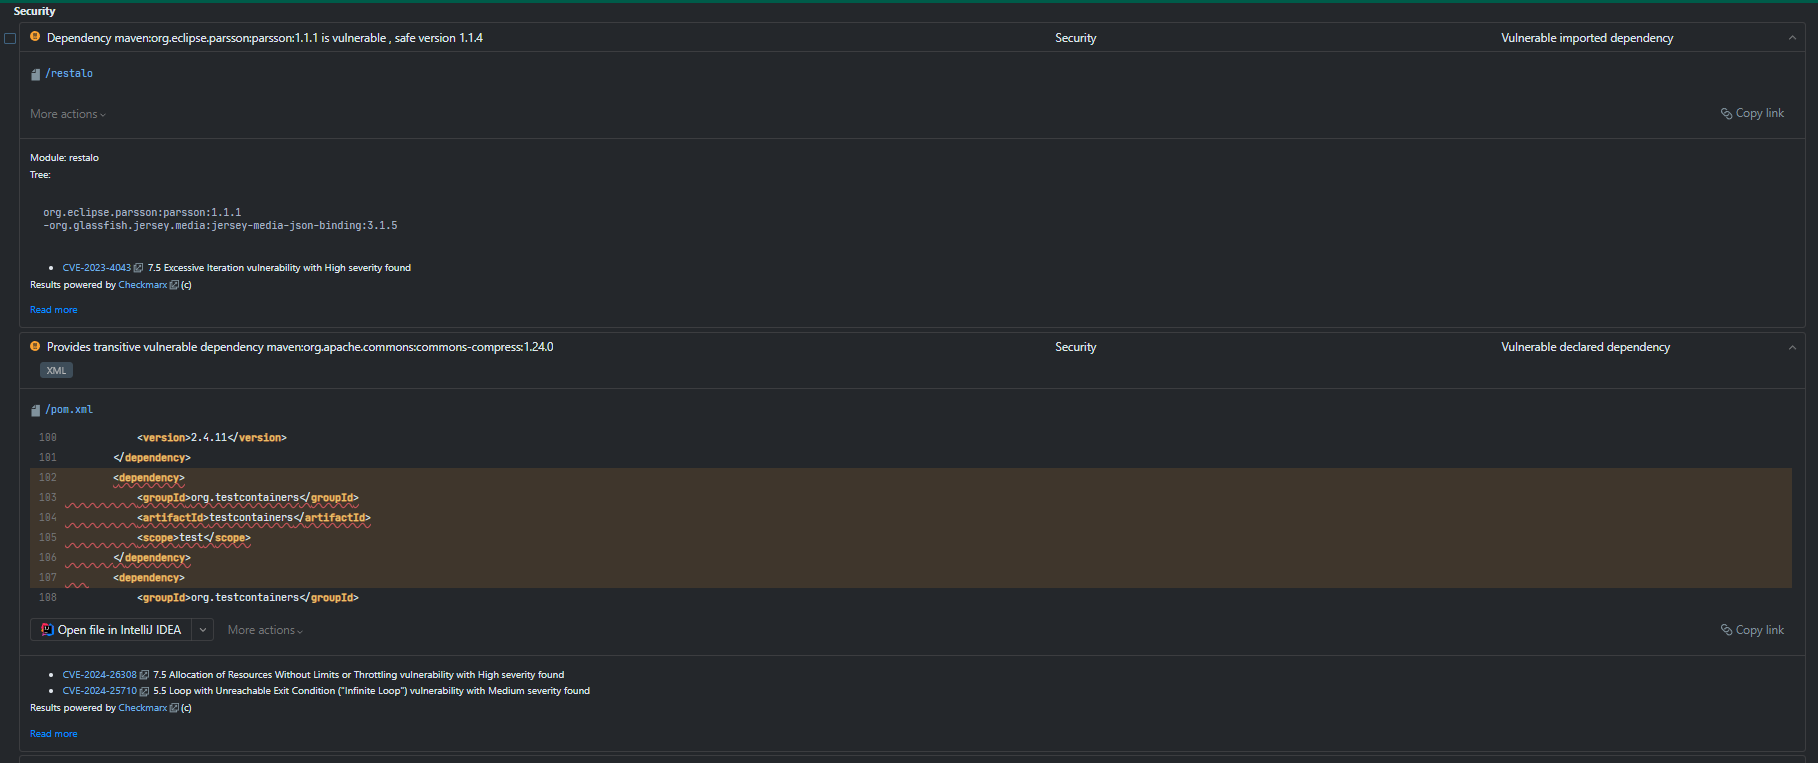 Security
Dependency maven:org.eclipse.parsson:parsson:1.1.1 is vulnerable , safe version 1.1.4 Security Vulnerable imported dependency
/restalo
More actions Copy link
Module: restalo
Tree:
org.eclipse.parsson:parsson:1.1.1
-org.glassfish.jersey.media:jersey-media-json-binding:3.1.5
• CVE-2023-4043 7.5 Excessive Iteration vulnerability with High severity found
Results powered by Checkmarx (c)
Read more
Provides transitive vulnerable dependency maven:org.apache.commons:commons-compress:1.24.0 Security Vulnerable declared dependency
XML
/pom.xml
100 <version>2.4.11</version>
101 </dependency>
102 <dependency>
103 <groupId>org.testcontainers</groupId>
104 <artifactId>testcontainers</artifactId>
105 <scope>test</scope>
106 </dependency>
107 <dependency>
108 <groupId>org.testcontainers</groupId>
Open file in IntelliJ IDEA More actions Copy link
• CVE-2024-26308 7.5 Allocation of Resources Without Limits or Throttling vulnerability with High severity found
• CVE-2024-25710 5.5 Loop with Unreachable Exit Condition ("Infinite Loop") vulnerability with Medium severity found
Results powered by Checkmarx (c)
Read more